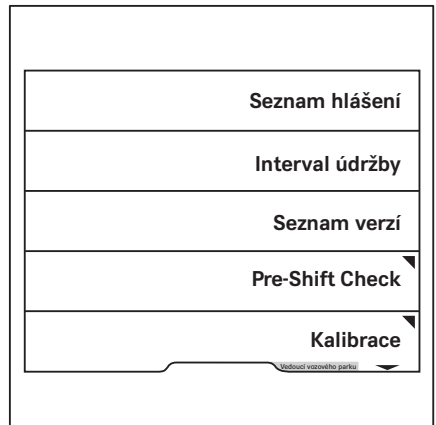 Seznam hlášení
Interval údržby
Seznam verzí
Pre-Shift Check
Kalibrace
Vedoucí vozového parku